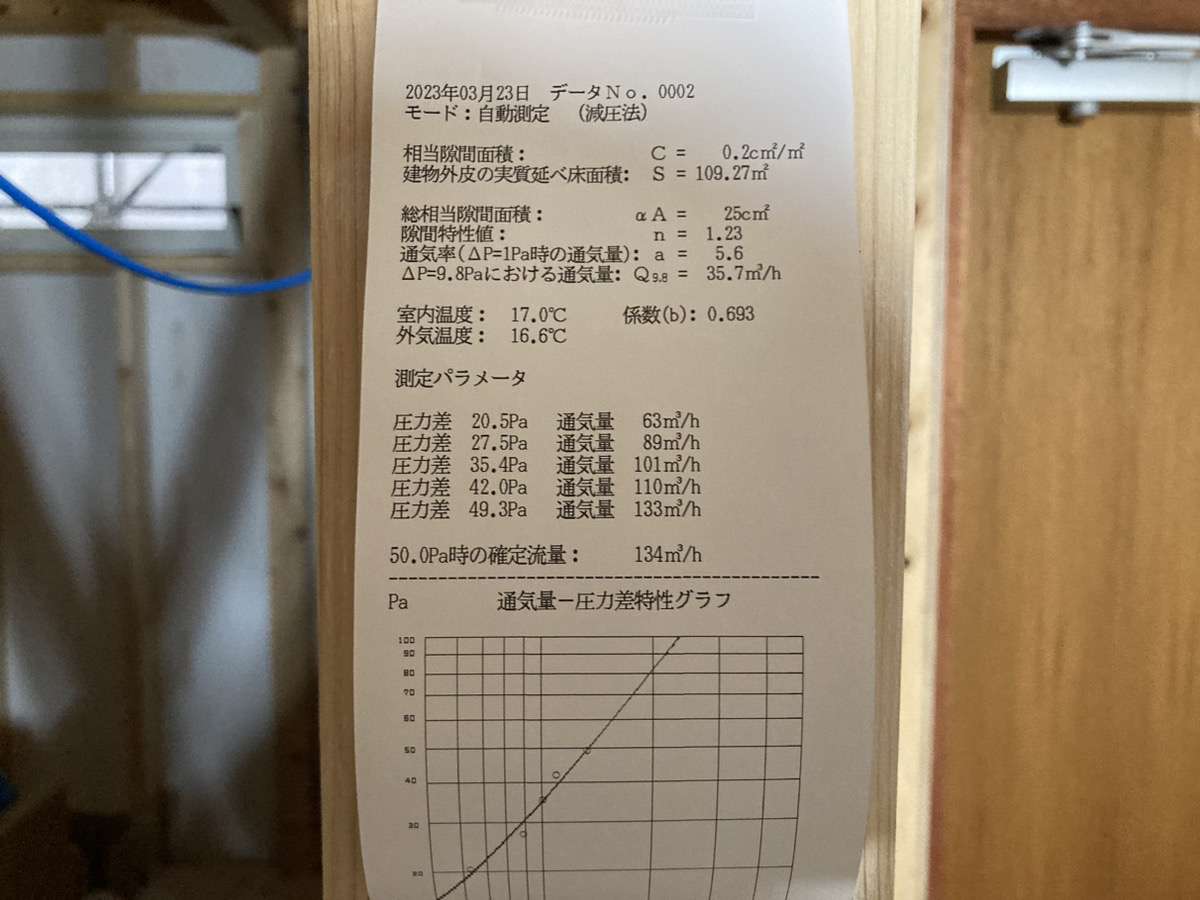 2023年03月23日 データNo. 0002
モード:自動測定 (減圧法)
相当隙間面積: C = 0.2c㎡/㎡
建物外皮の実質延べ床面積: S = 109.27㎡
総相当隙間面積: αA = 25c㎡
隙間特性値: n = 1.23
通気率(ΔP=1Pa時の通気量): a = 5.6
ΔP=9.8Paにおける通気量: Q9.8 = 35.7㎥/h
室内温度: 17.0℃ 係数(b): 0.693
外気温度: 16.6℃
測定パラメータ
圧力差 20.5Pa 通気量 63㎥/h
圧力差 27.5Pa 通気量 89㎥/h
圧力差 35.4Pa 通気量 101㎥/h
圧力差 42.0Pa 通気量 110㎥/h
圧力差 49.3Pa 通気量 133㎥/h
50.0Pa時の確定流量: 134㎥/h
Pa 通気量-圧力差特性グラフ
100
90
80
70
60
50
40
30
20